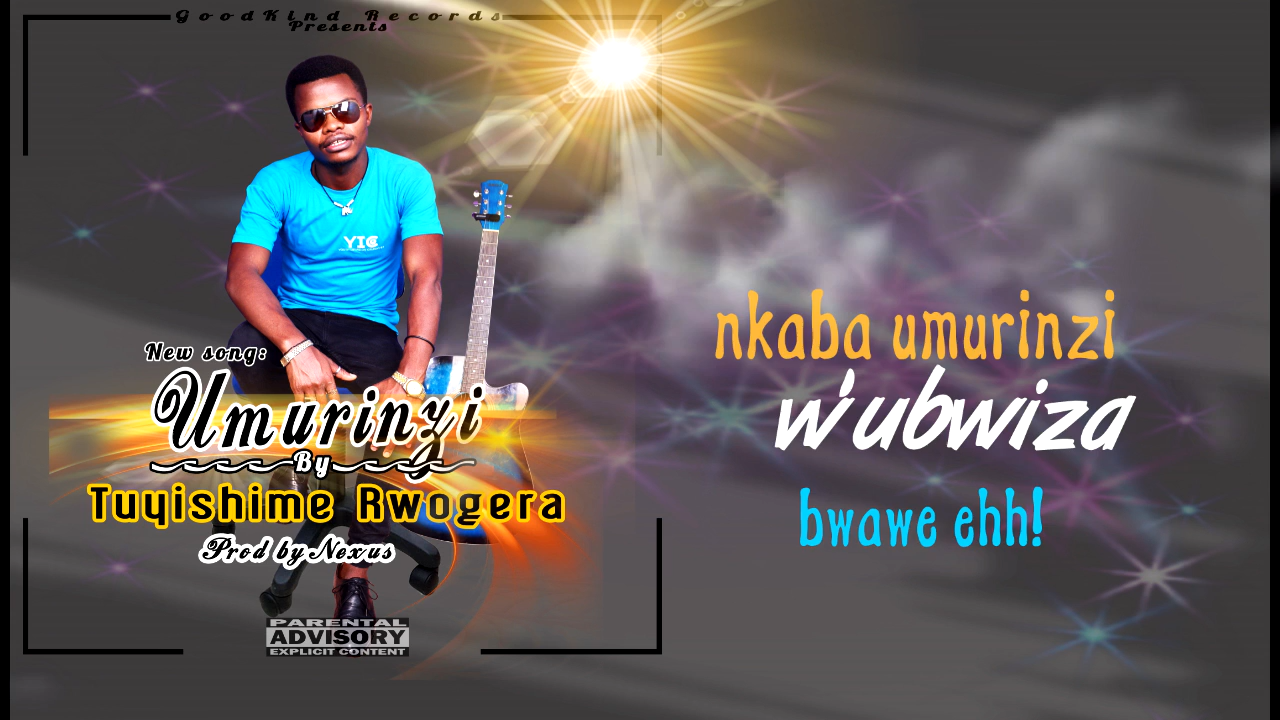 GoodKind Records
Presents
YIC
New song:
Umurinzi
By
Tuyishime Rwogera
Prod by Nexus
PARENTAL
ADVISORY
EXPLICIT CONTENT
nkaba umurinzi
w'ubwiza
bwawe ehh!